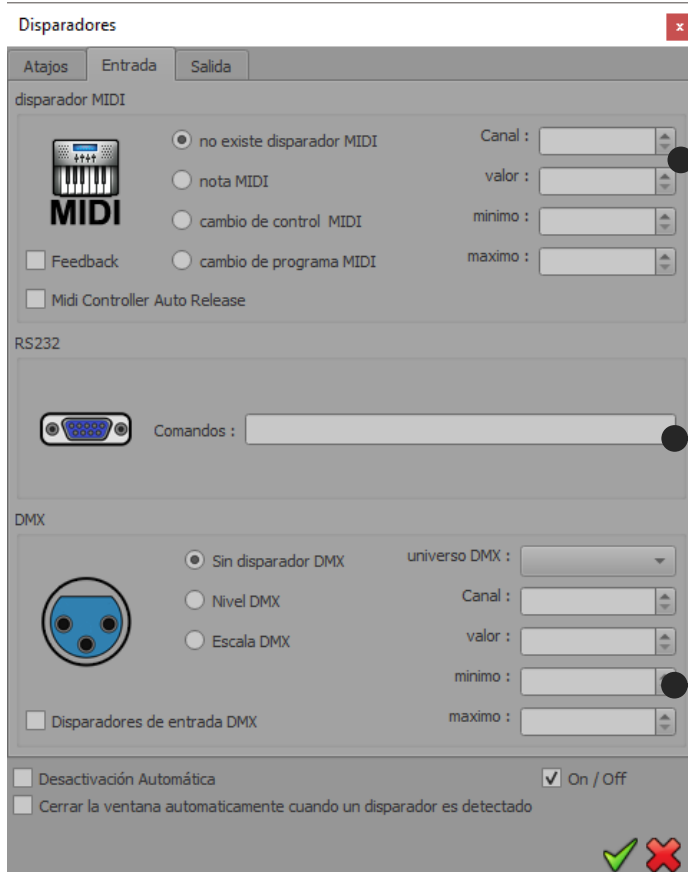 Disparadores
x
Atajos Entrada Salida
disparador MIDI
MIDI
no existe disparador MIDI Canal :
nota MIDI valor :
cambio de control MIDI minimo :
Feedback cambio de programa MIDI maximo :
Midi Controller Auto Release
RS232
Comandos :
DMX
Sin disparador DMX universo DMX :
Nivel DMX Canal :
Escala DMX valor :
minimo :
Disparadores de entrada DMX maximo :
Desactivación Automática On / Off
Cerrar la ventana automaticamente cuando un disparador es detectado